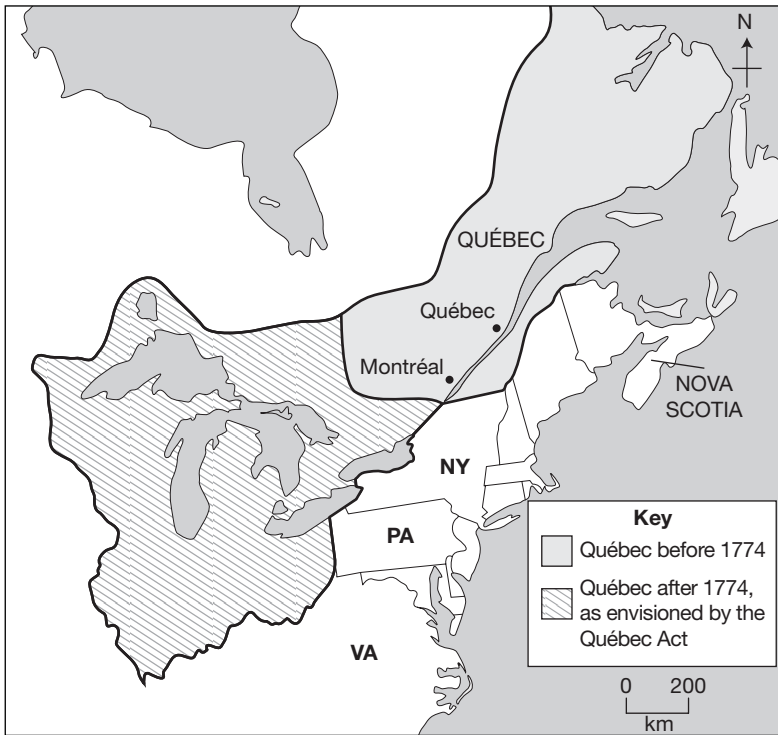 N
QUÉBEC
Québec
Montréal
NOVA
SCOTIA
NY
PA
VA
Key
Québec before 1774
Québec after 1774,
as envisioned by the
Québec Act
0 200
km